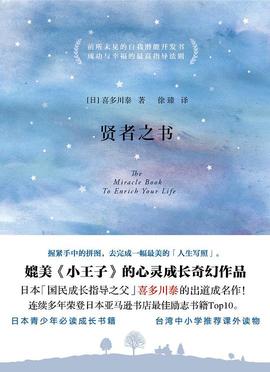 前所未见的自我潜能开发书
成功与幸福的最高指导法则
[日] 喜多川泰 著 徐臻 译
贤者之书
The
Miracle Book
To Enrich Your Life
握紧手中的拼图，去完成一幅最美的「人生写照」。
媲美《小王子》的心灵成长奇幻作品
日本「国民成长指导之父」喜多川泰的出道成名作！
连续多年荣登日本亚马逊书店最佳励志书籍Top10。
日本青少年必读成长书籍 台湾中小学推荐课外读物